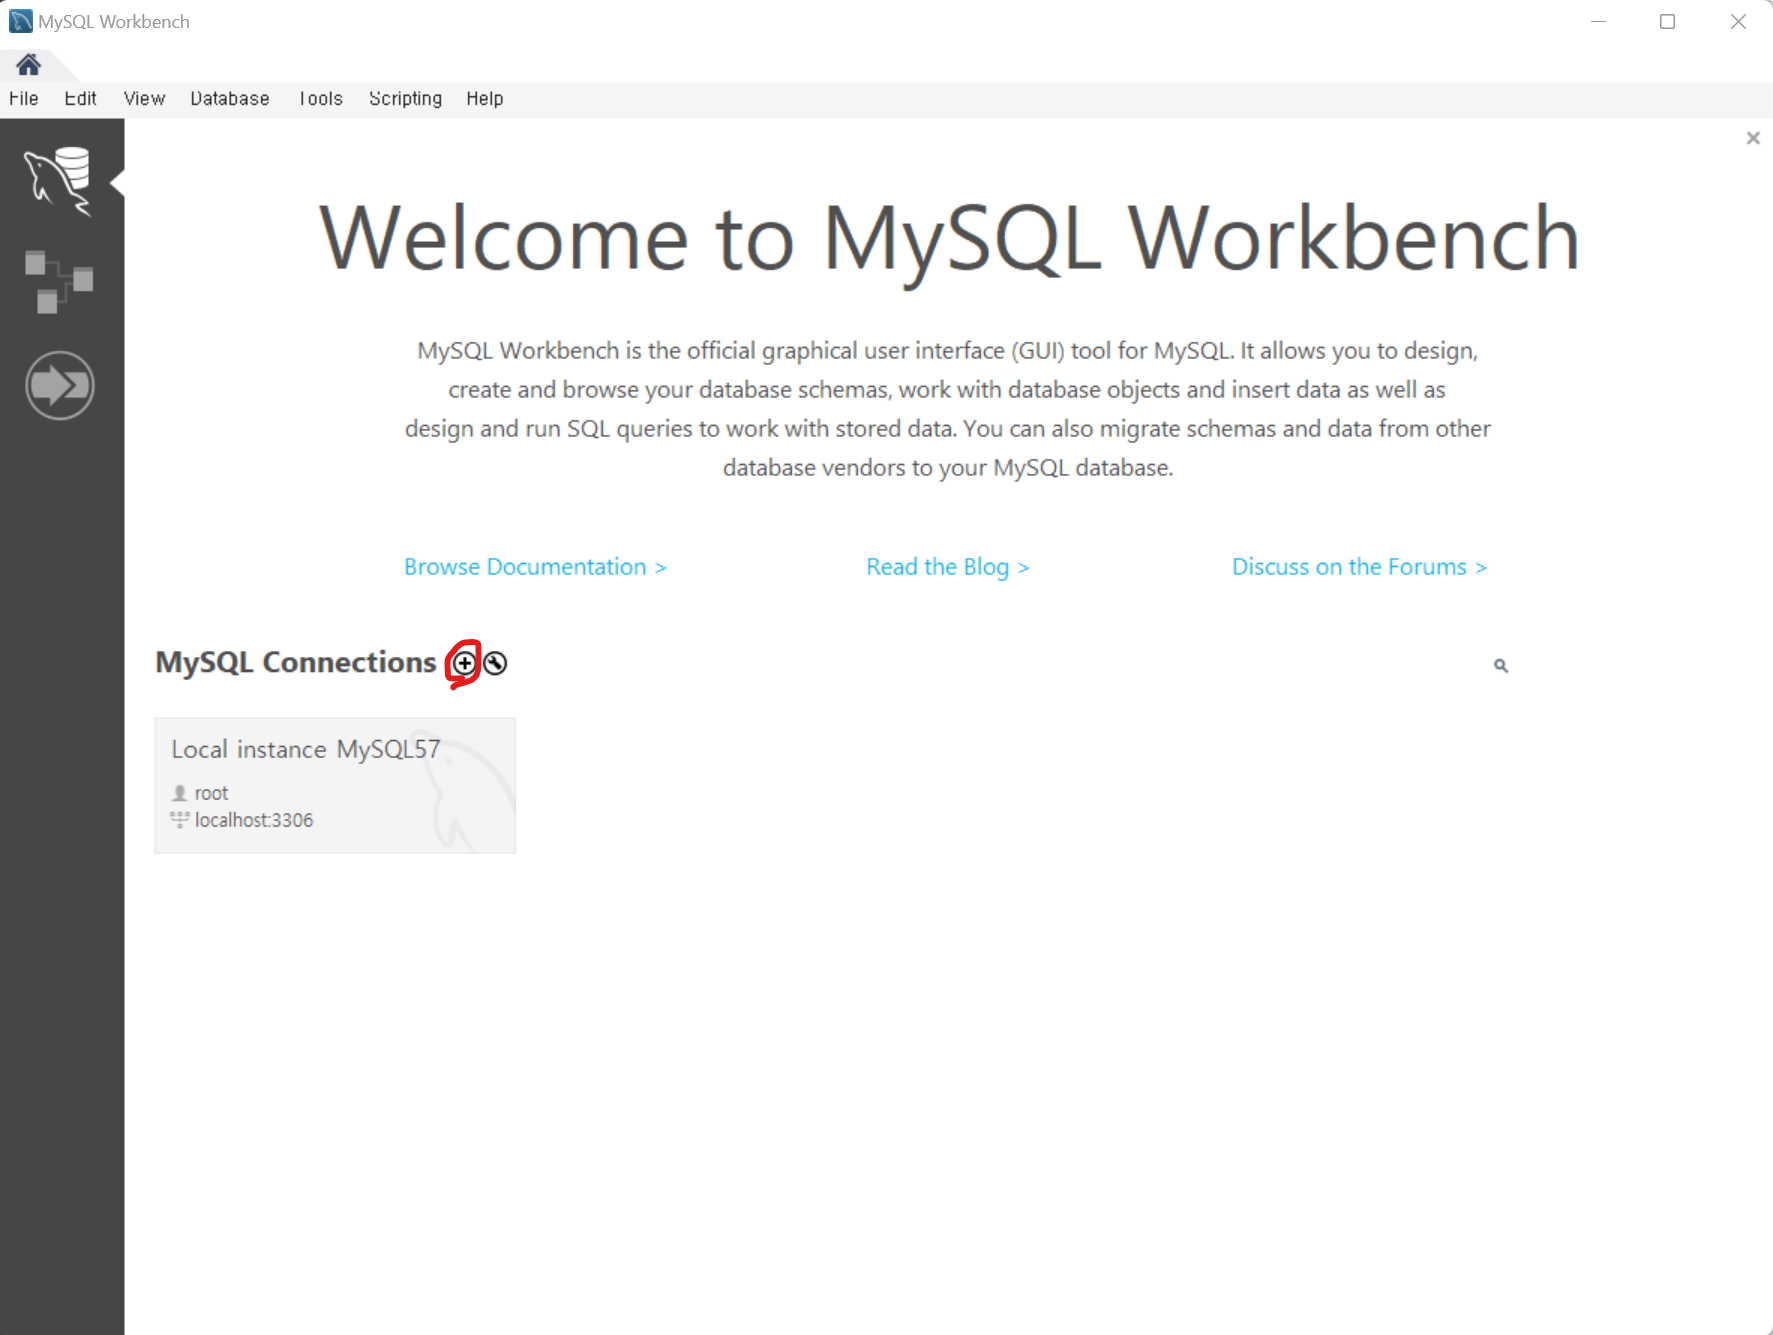 MySQL Workbench
File Edit View Database Tools Scripting Help
Welcome to MySQL Workbench
MySQL Workbench is the official graphical user interface (GUI) tool for MySQL. It allows you to design,
create and browse your database schemas, work with database objects and insert data as well as
design and run SQL queries to work with stored data. You can also migrate schemas and data from other
database vendors to your MySQL database.
Browse Documentation > Read the Blog > Discuss on the Forums >
MySQL Connections
Local instance MySQL57
root
localhost:3306